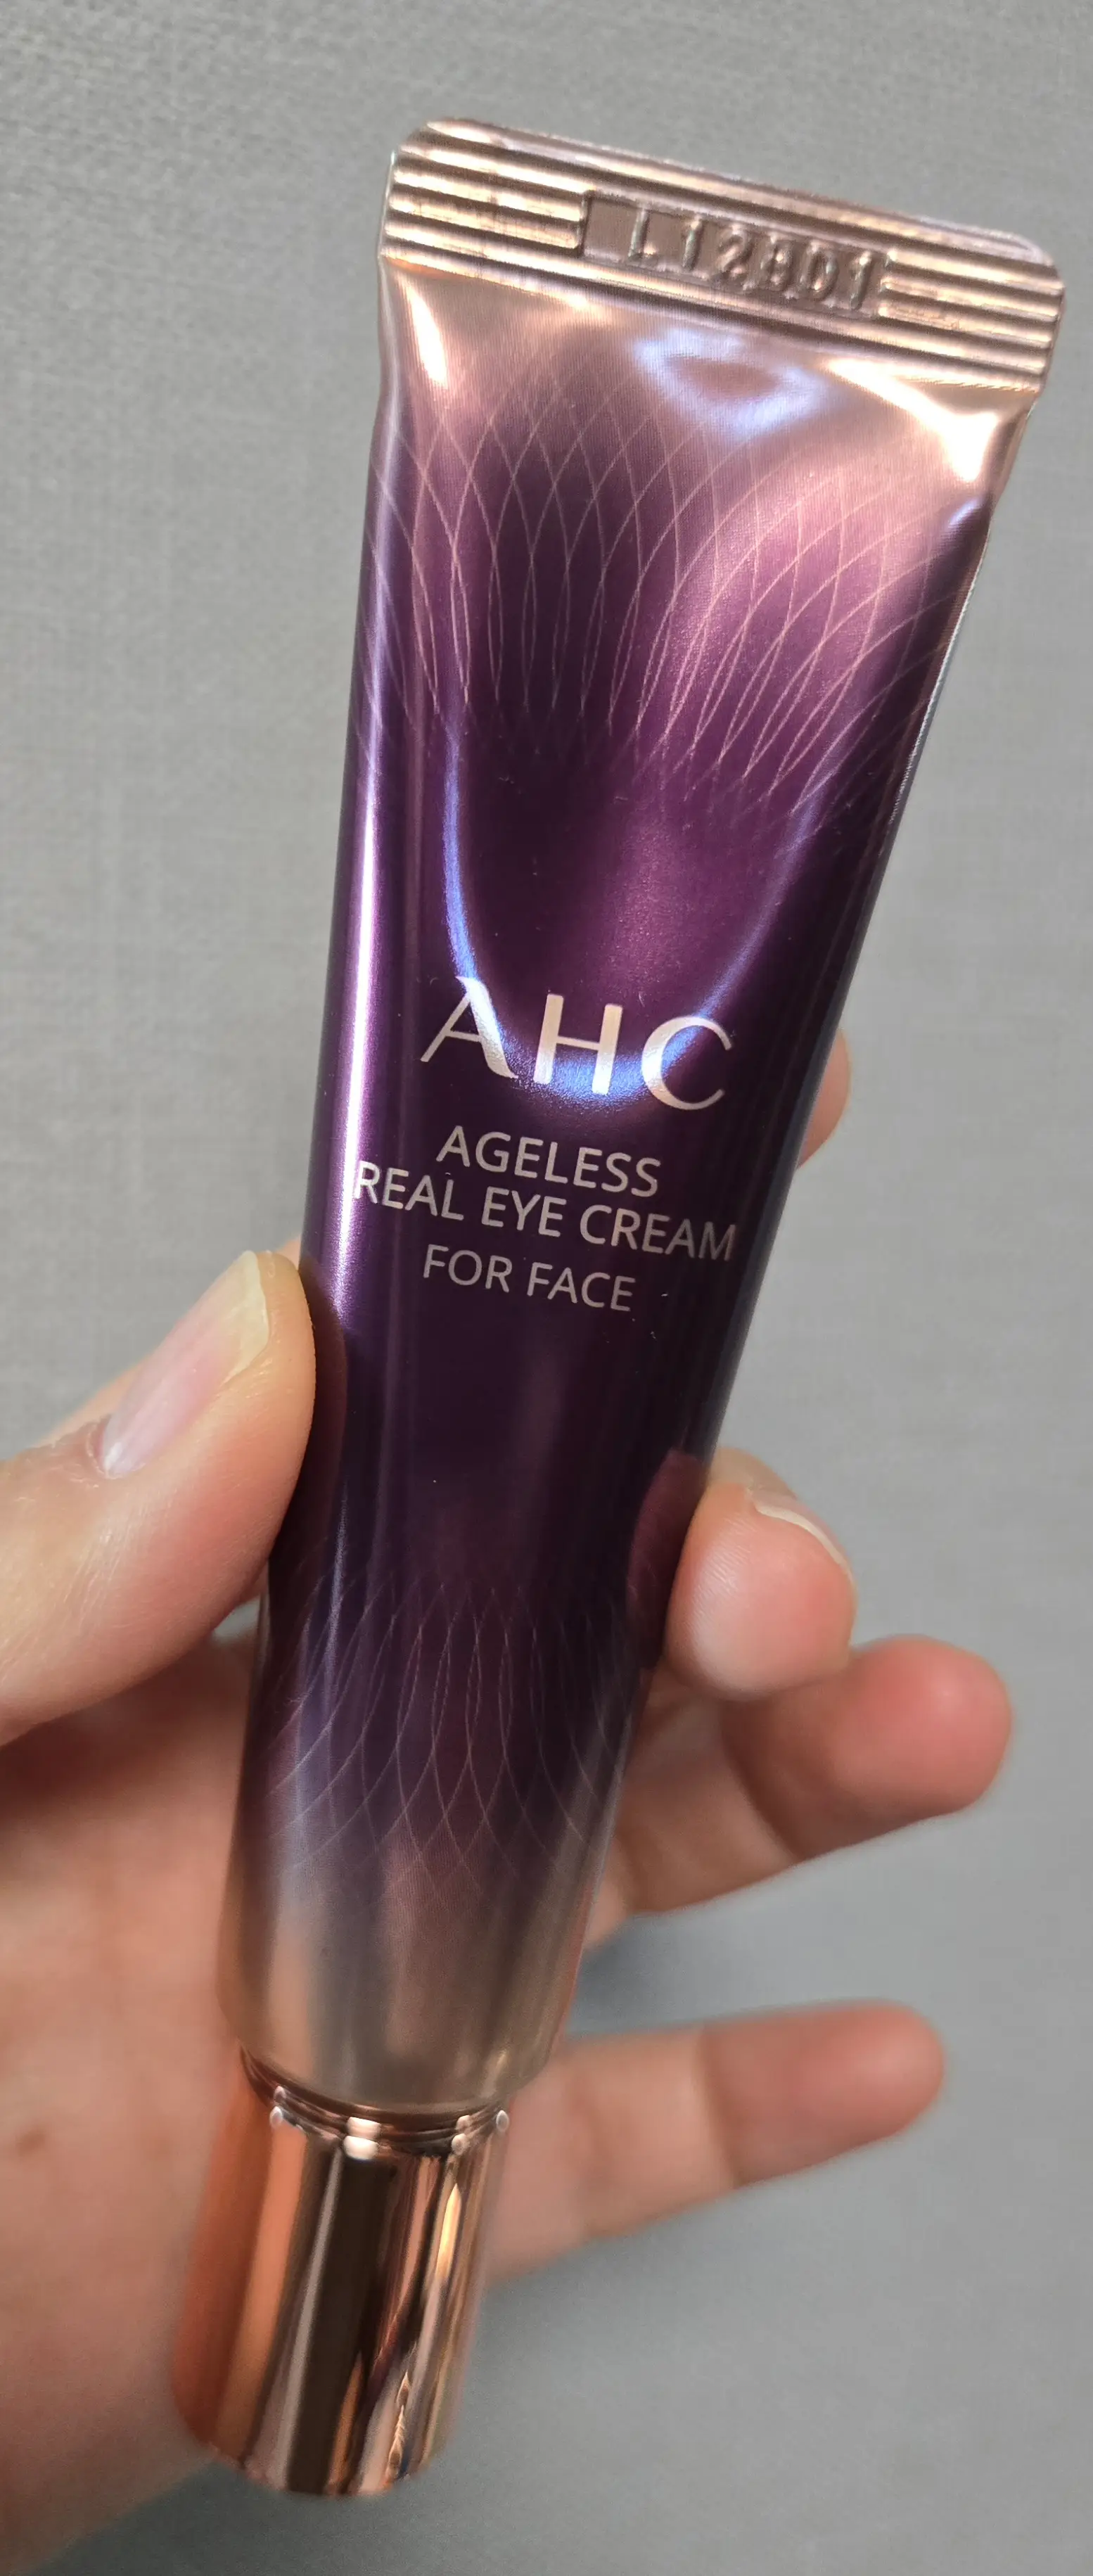 L12801
AHC
AGELESS
REAL EYE CREAM
FOR FACE